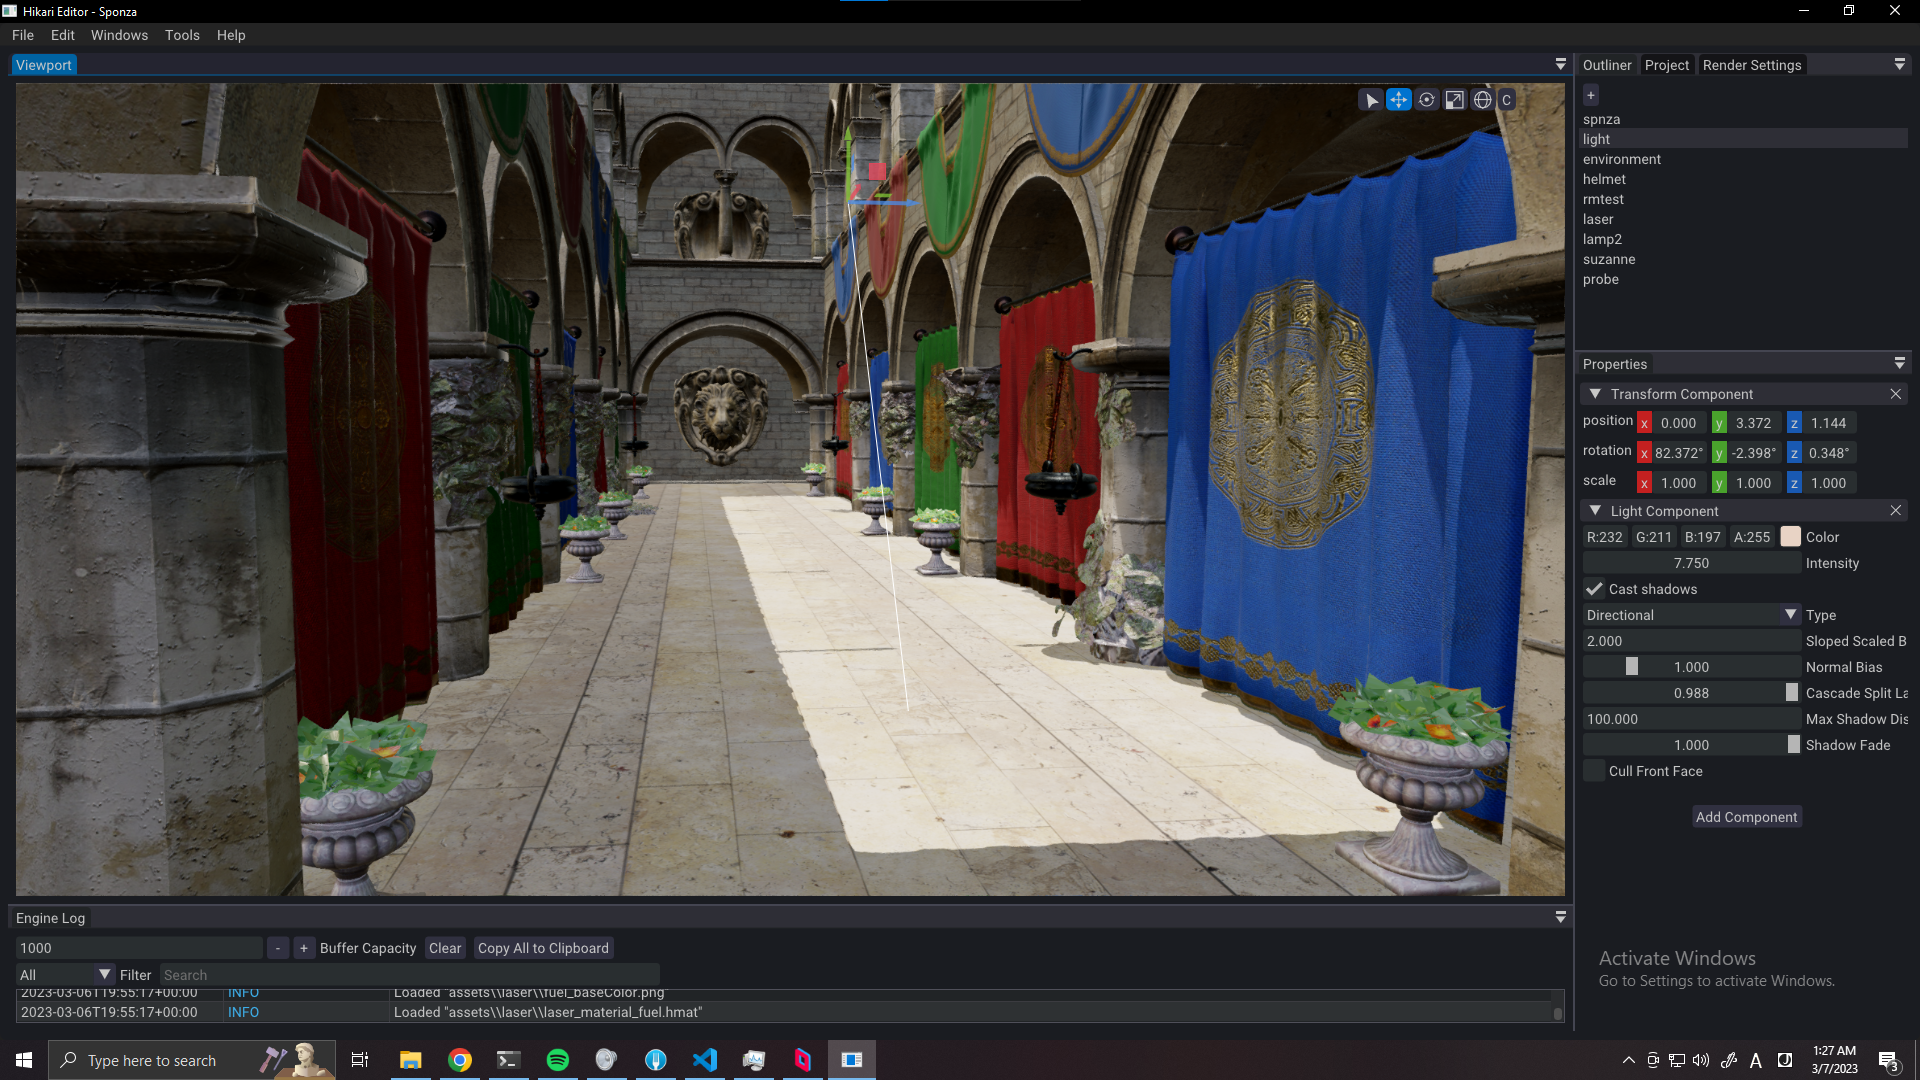 Hikari Editor - Sponza
File Edit Windows Tools Help
Viewport
C
Outliner Project Render Settings
+
spnza
light
environment
helmet
rmtest
laser
lamp2
suzanne
probe
Properties
Transform Component
position x 0.000 y 3.372 z 1.144
rotation x 82.372° y -2.398° z 0.348°
scale x 1.000 y 1.000 z 1.000
Light Component
R:232 G:211 B:197 A:255 Color
7.750 Intensity
Cast shadows
Directional Type
2.000 Sloped Scaled B
1.000 Normal Bias
0.988 Cascade Split La
100.000 Max Shadow Dis
1.000 Shadow Fade
Cull Front Face
Add Component
Engine Log
1000 - + Buffer Capacity Clear Copy All to Clipboard
All Filter Search
2023-03-06T19:55:17+00:00 INFO Loaded "assets\\laser\\fuel_baseColor.png"
2023-03-06T19:55:17+00:00 INFO Loaded "assets\\laser\\laser_material_fuel.hmat"
Activate Windows
Go to Settings to activate Windows.
Type here to search
A
1:27 AM
3/7/2023
3